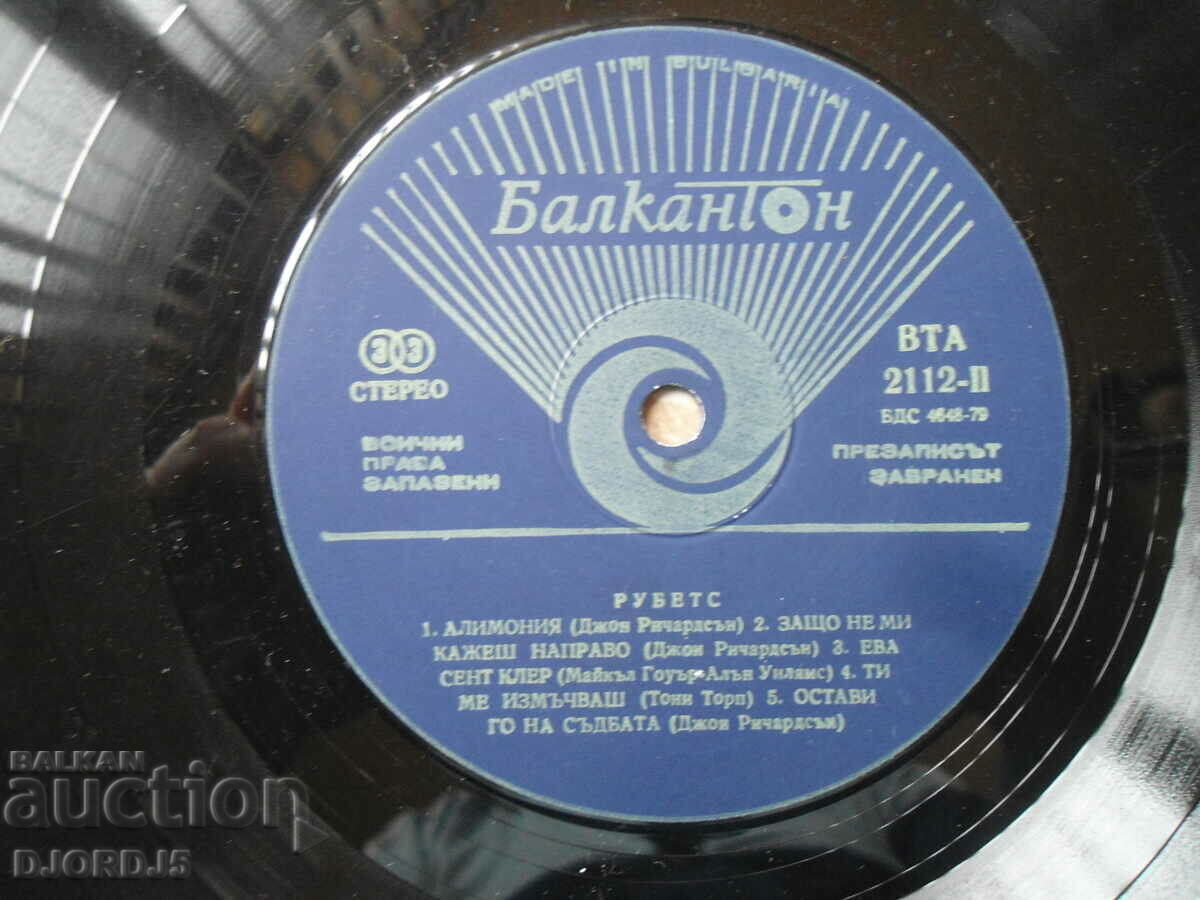 MADE IN BULGARIA
Балкантон
33
СТЕРЕО
ВСИЧКИ
ПРАВА
ЗАПАЗЕНИ
ВТА
2112-II
БДС 4648-79
ПРЕЗАПИСЪТ
ЗАБРАНЕН
РУБЕТС
1. АЛИМОНИЯ (Джон Ричардсън) 2. ЗАЩО НЕ МИ
КАЖЕШ НАПРАВО (Джон Ричардсън) 3. ЕВА
СЕНТ КЛЕР (Майкъл Гоуър-Алън Уилямс) 4. ТИ
МЕ ИЗМЪЧВАШ (Тони Торп) 5. ОСТАВИ
ГО НА СЪДБАТА (Джон Ричардсън)
BALKAN
auction
DJORDJ5